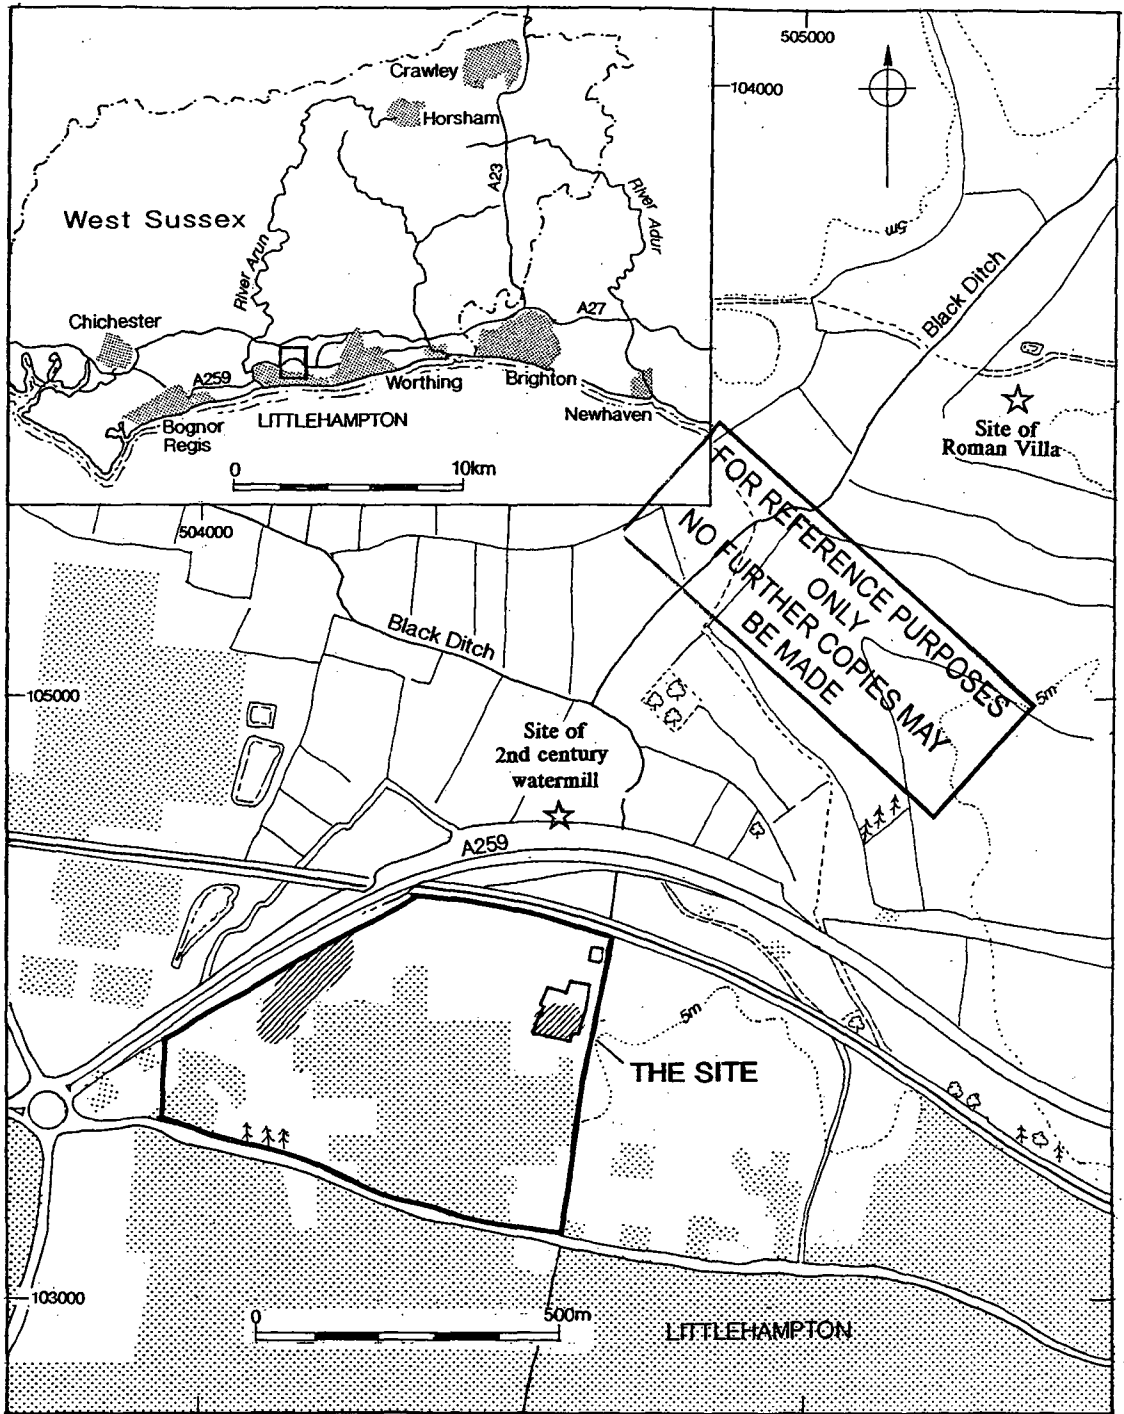 505000
104000
Crawley
Horsham
A23
River Adur
West Sussex
River Arun
5m
Black Ditch
Chichester
A27
A259
Worthing
Brighton
Bognor
Regis
LITTLEHAMPTON
Newhaven
0 10km
Site of
Roman Villa
FOR REFERENCE PURPOSES
ONLY
NO FURTHER COPIES MAY
BE MADE
504000
Black Ditch
105000
5m
Site of
2nd century
watermill
A259
5m
THE SITE
103000
0 500m
LITTLEHAMPTON